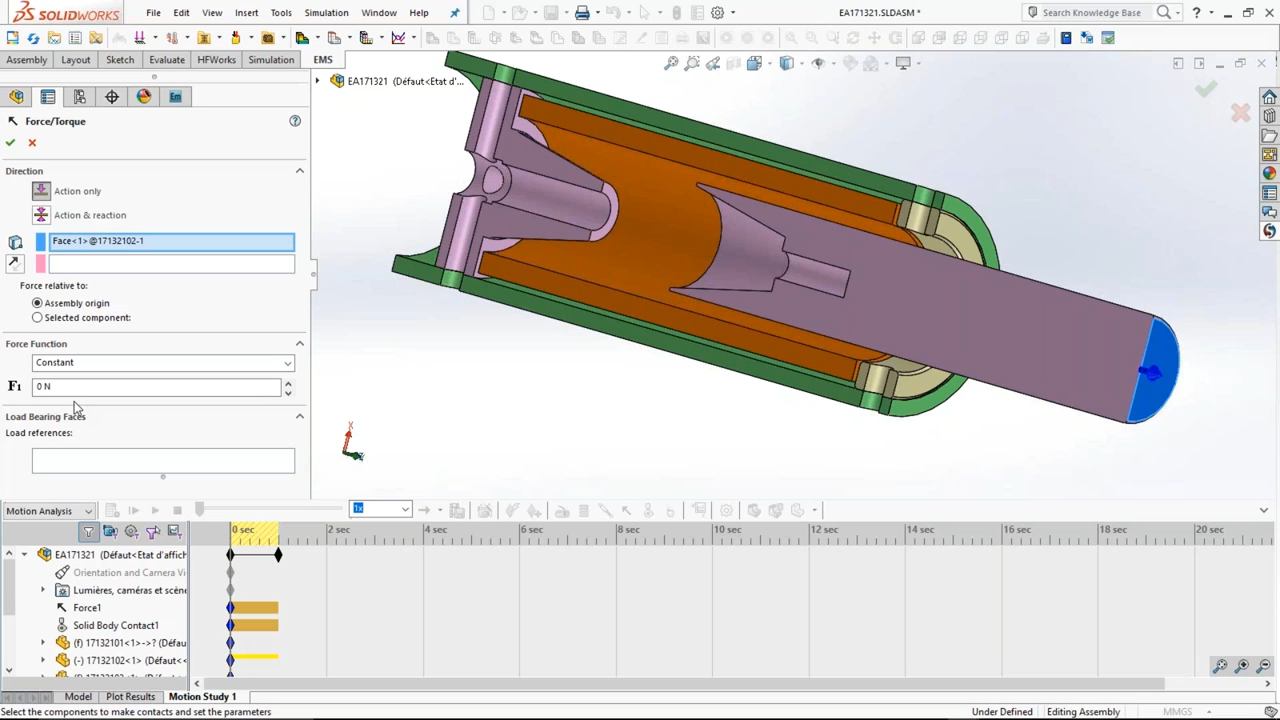 SOLIDWORKS
File Edit View Insert Tools Simulation Window Help
EA171321.SLDASM *
Search Knowledge Base
Assembly Layout Sketch Evaluate HFWorks Simulation EMS
EA171321 (Défaut<Etat d'...
Force/Torque
Direction
Action only
Action & reaction
Face<1>@17132102-1
Force relative to:
Assembly origin
Selected component:
Force Function
Constant
F1 0 N
Load Bearing Faces
Load references:
X
Motion Analysis
1x
0 sec 2 sec 4 sec 6 sec 8 sec 10 sec 12 sec 14 sec 16 sec 18 sec 20 sec
EA171321 (Défaut<Etat d'affich
Orientation and Camera Vi
Lumières, caméras et scèn
Force1
Solid Body Contact1
(f) 17132101<1>->? (Défau
(-) 17132102<1> (Défaut<<
Model Plot Results Motion Study 1
Select the components to make contacts and set the parameters
Under Defined Editing Assembly MMGS